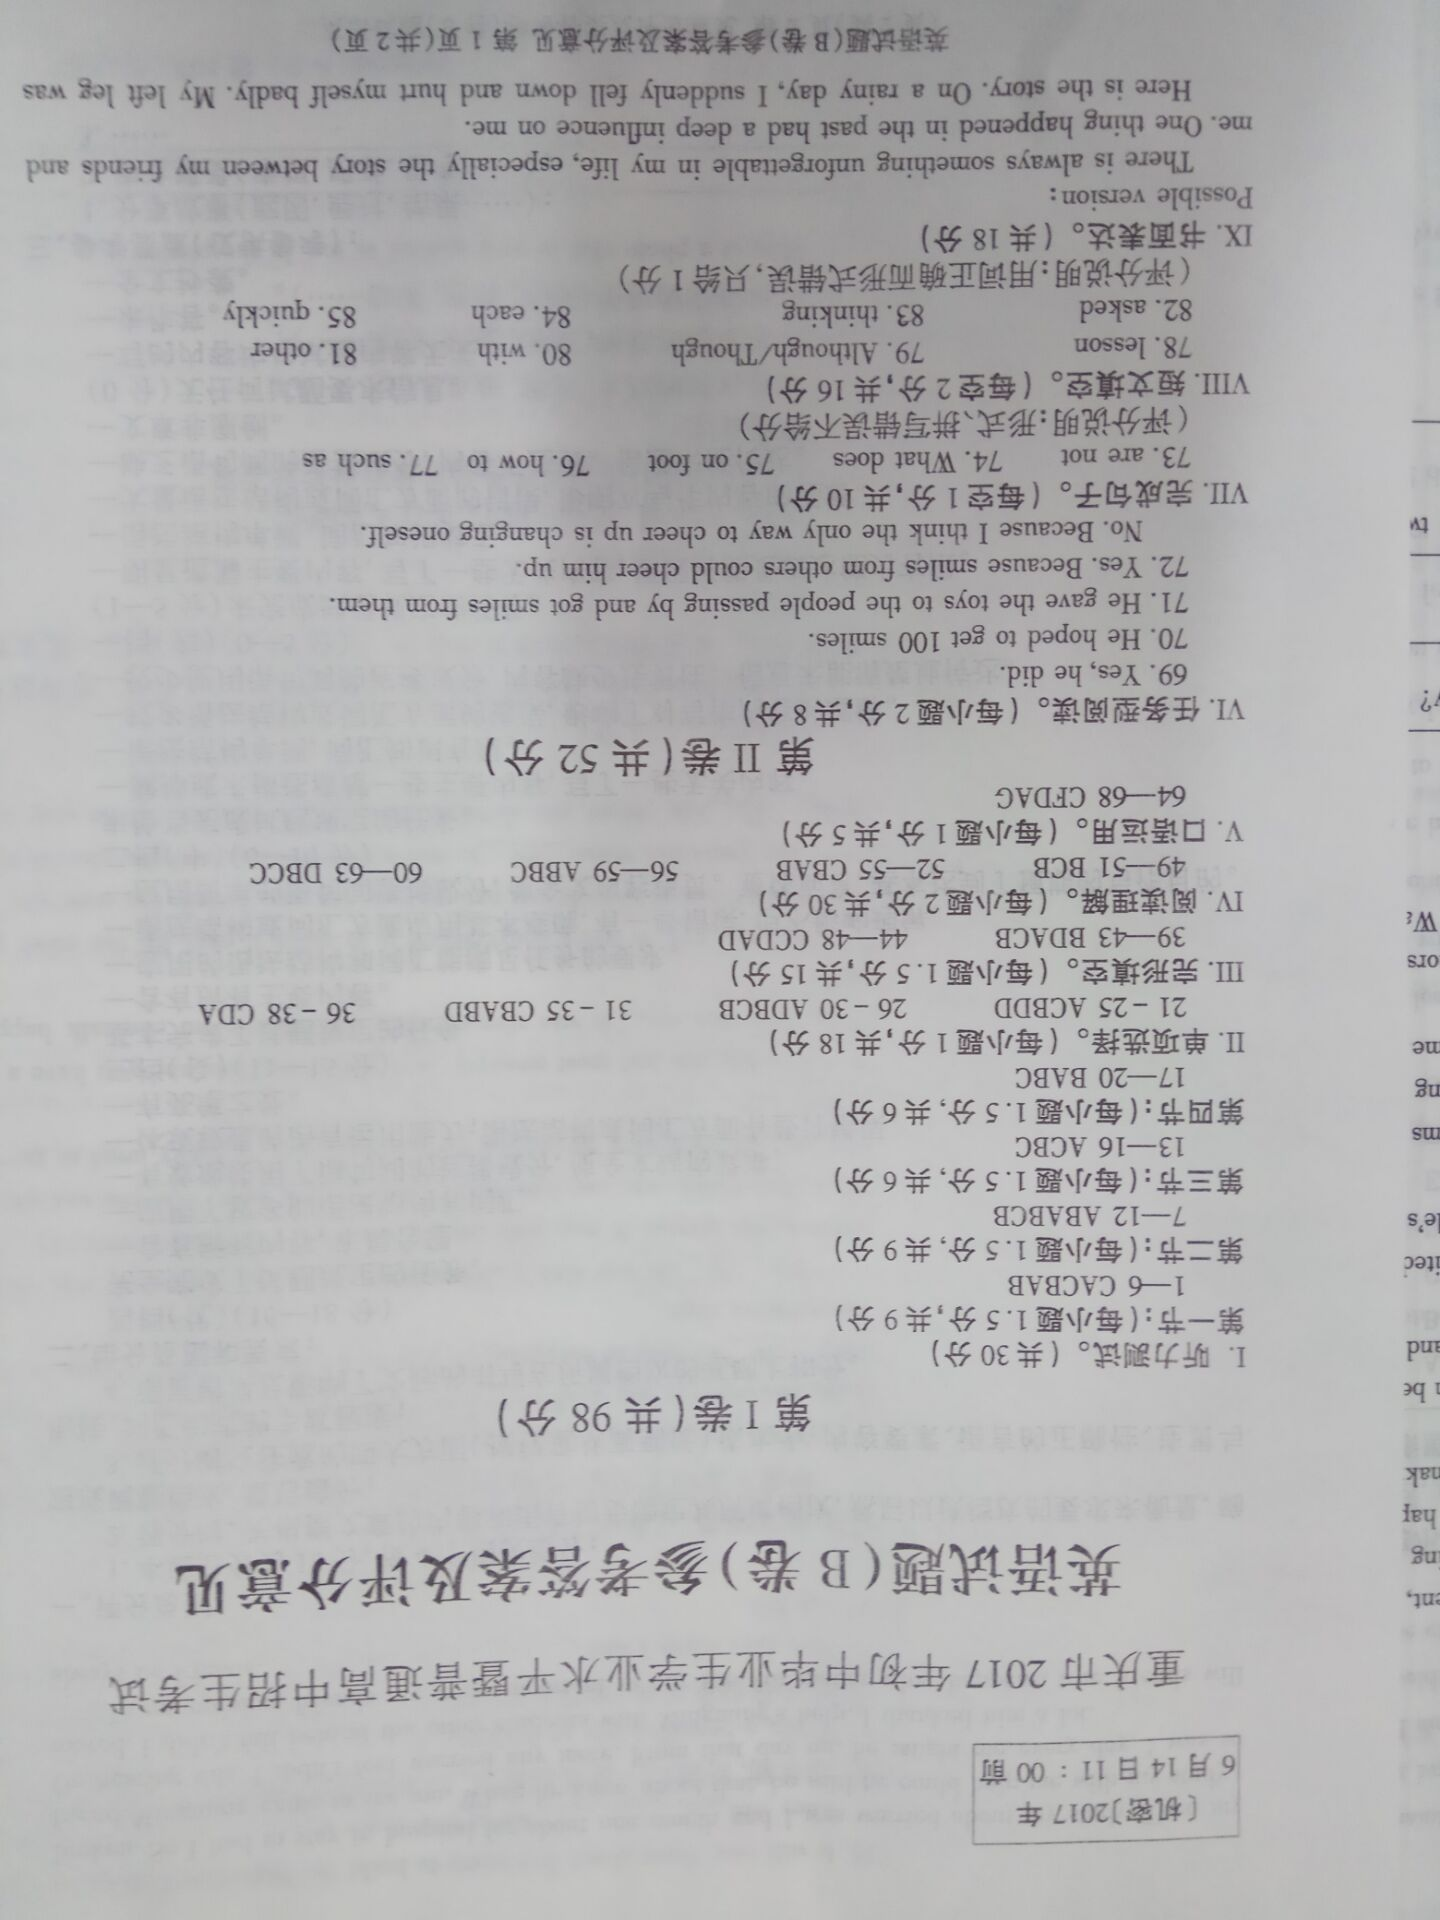 〔机密〕2017年
6月14日11:00前
重庆市2017年初中毕业生学业水平暨普通高中招生考试
英语试题(B卷)参考答案及评分意见
第I卷(共98分)
I. 听力测试。(共30分)
第一节:(每小题1.5分,共9分)
1—6 CACBAB
第二节:(每小题1.5分,共9分)
7—12 ABABCB
第三节:(每小题1.5分,共6分)
13—16 ACBC
第四节:(每小题1.5分,共6分)
17—20 BABC
II. 单项选择。(每小题1分,共18分)
21-25 ACBDD 26-30 ADBCB 31-35 CBABD 36-38 CDA
III. 完形填空。(每小题1.5分,共15分)
39—43 BDACB 44—48 CCDAD
IV. 阅读理解。(每小题2分,共30分)
49—51 BCB 52—55 CBAB 56—59 ABBC 60—63 DBCC
V. 口语运用。(每小题1分,共5分)
64—68 CFDAG
第II卷(共52分)
VI. 任务型阅读。(每小题2分,共8分)
69. Yes, he did.
70. He hoped to get 100 smiles.
71. He gave the toys to the people passing by and got smiles from them.
72. Yes. Because smiles from others could cheer him up.
No. Because I think the only way to cheer up is changing oneself.
VII. 完成句子。(每空1分,共10分)
73. are not 74. What does 75. on foot 76. how to 77. such as
(评分说明:形式、拼写错误不给分)
VIII. 短文填空。(每空2分,共16分)
78. lesson 79. Although/Though 80. with 81. other
82. asked 83. thinking 84. each 85. quickly
(评分说明:用词正确而形式错误,只给1分)
IX. 书面表达。(共18分)
Possible version:
There is always something unforgettable in my life, especially the story between my friends and
me. One thing happened in the past had a deep influence on me.
Here is the story. On a rainy day, I suddenly fell down and hurt myself badly. My left leg was
英语试题(B卷)参考答案及评分意见 第1页(共2页)